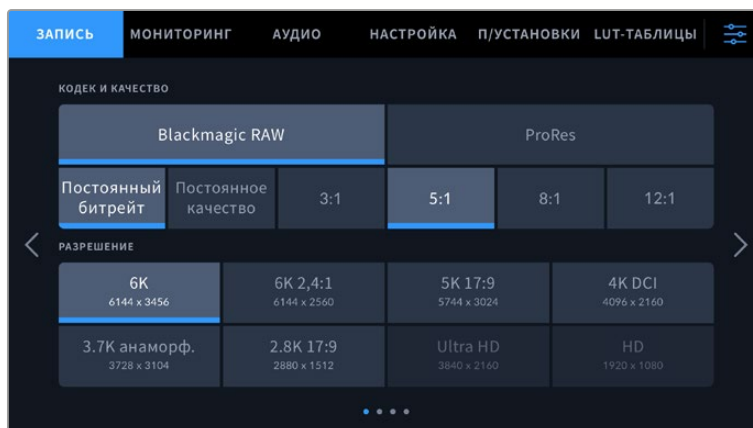 ЗАПИСЬ МОНИТОРИНГ АУДИО НАСТРОЙКА П/УСТАНОВКИ LUT-ТАБЛИЦЫ
КОДЕК И КАЧЕСТВО
Blackmagic RAW ProRes
Постоянный битрейт Постоянное качество 3:1 5:1 8:1 12:1
РАЗРЕШЕНИЕ
6K 6K 2,4:1 5K 17:9 4K DCI
6144 x 3456 6144 x 2560 5744 x 3024 4096 x 2160
3.7K анаморф. 2.8K 17:9 Ultra HD HD
3728 x 3104 2880 x 1512 3840 x 2160 1920 x 1080